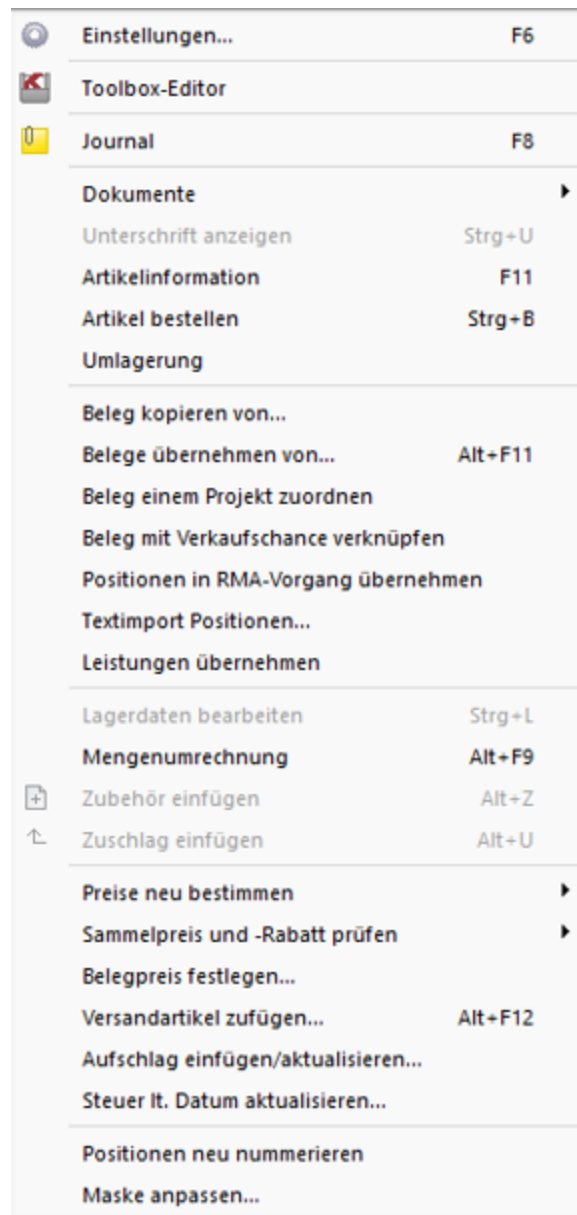 Einstellungen... F6
Toolbox-Editor
Journal F8
Dokumente
Unterschrift anzeigen Strg+U
Artikelinformation F11
Artikel bestellen Strg+B
Umlagerung
Beleg kopieren von...
Belege übernehmen von... Alt+F11
Beleg einem Projekt zuordnen
Beleg mit Verkaufschance verknüpfen
Positionen in RMA-Vorgang übernehmen
Textimport Positionen...
Leistungen übernehmen
Lagerdaten bearbeiten Strg+L
Mengenumrechnung Alt+F9
Zubehör einfügen Alt+Z
Zuschlag einfügen Alt+U
Preise neu bestimmen
Sammelpreis und -Rabatt prüfen
Belegpreis festlegen...
Versandartikel zufügen... Alt+F12
Aufschlag einfügen/aktualisieren...
Steuer lt. Datum aktualisieren...
Positionen neu nummerieren
Maske anpassen...